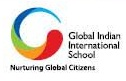 Global Indian
International
School
Nurturing Global Citizens